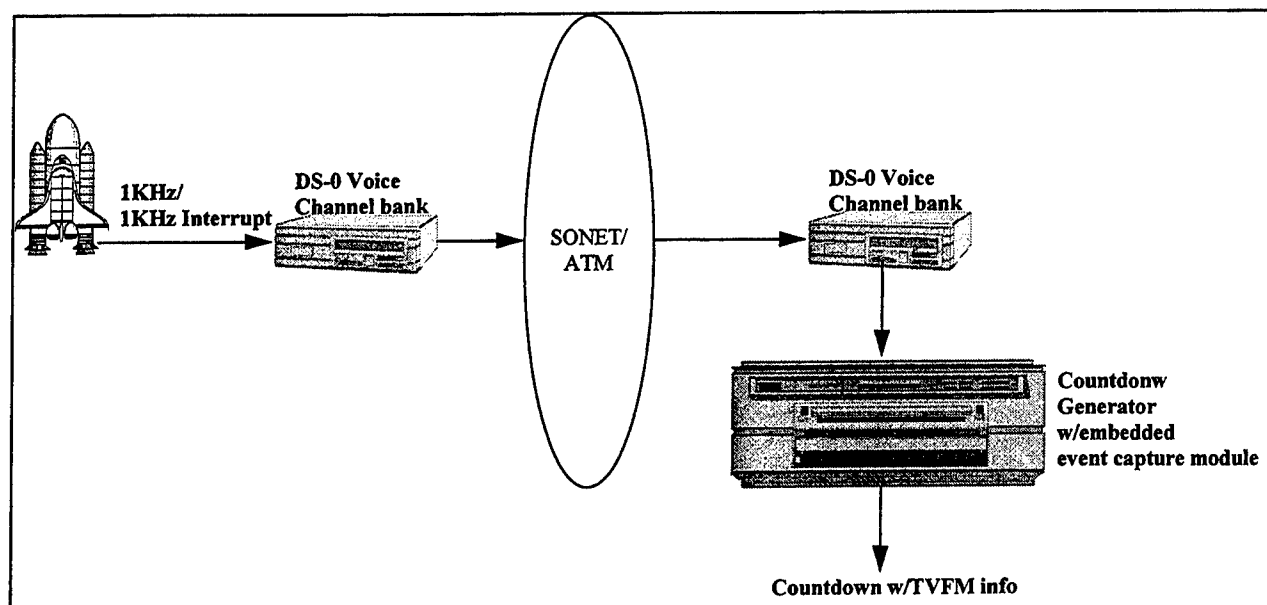 1KHz/
1KHz Interrupt
DS-0 Voice
Channel bank
SONET/
ATM
DS-0 Voice
Channel bank
Countdonw
Generator
w/embedded
event capture module
Countdown w/TVFM info